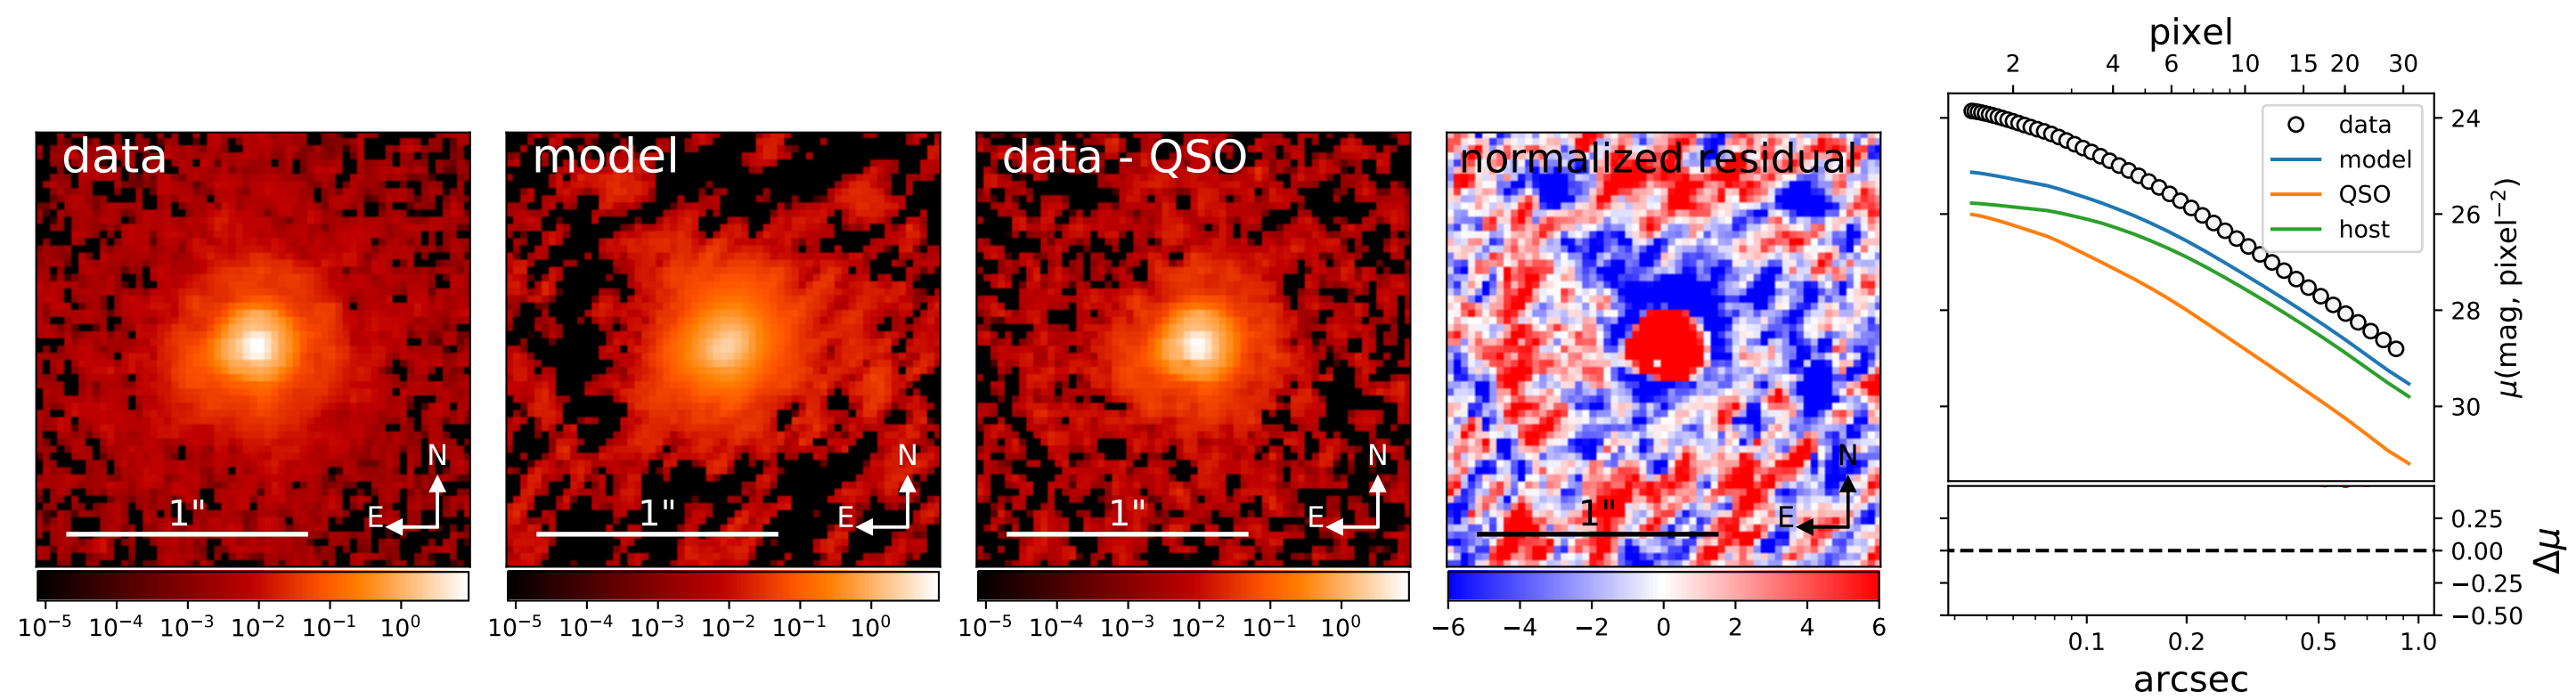 data
1"
N
E
10⁻⁵ 10⁻⁴ 10⁻³ 10⁻² 10⁻¹ 10⁰
model
1"
N
E
10⁻⁵ 10⁻⁴ 10⁻³ 10⁻² 10⁻¹ 10⁰
data - QSO
1"
N
E
10⁻⁵ 10⁻⁴ 10⁻³ 10⁻² 10⁻¹ 10⁰
normalized residual
1"
N
E
−6 −4 −2 0 2 4 6
pixel
2 4 6 10 15 20 30
data
model
QSO
host
24
26
28
30
μ(mag, pixel⁻²)
0.25
0.00
−0.25
−0.50
Δμ
0.1 0.2 0.5 1.0
arcsec